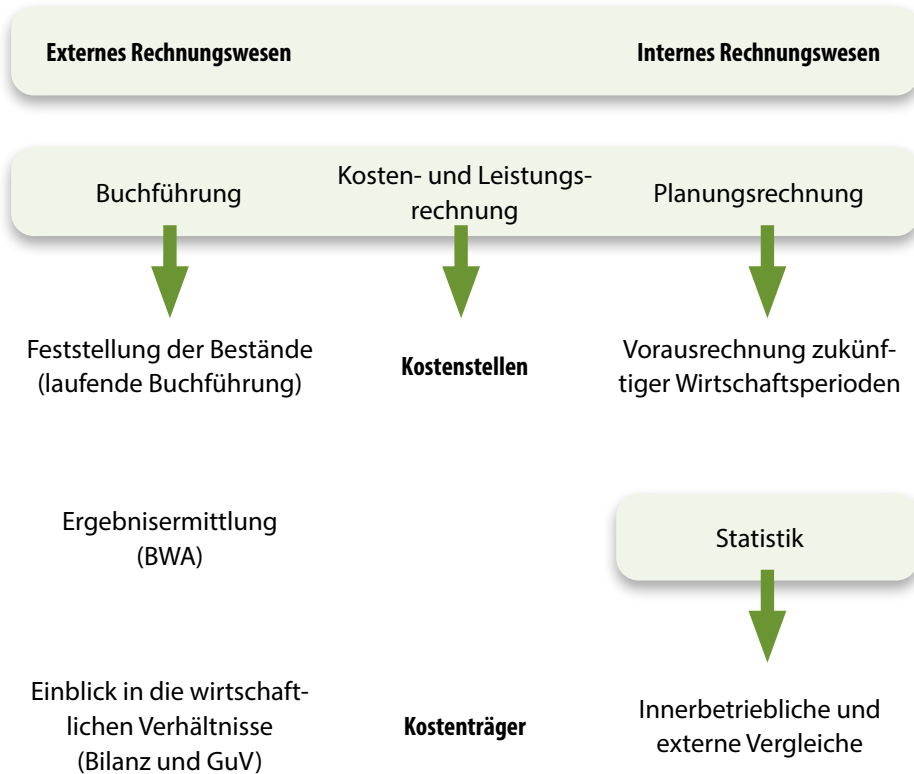 Externes Rechnungswesen
Internes Rechnungswesen
Buchführung
Kosten- und Leistungs-
rechnung
Planungsrechnung
Feststellung der Bestände
(laufende Buchführung)
Kostenstellen
Vorausrechnung zukünf-
tiger Wirtschaftsperioden
Ergebnisermittlung
(BWA)
Statistik
Einblick in die wirtschaft-
lichen Verhältnisse
(Bilanz und GuV)
Kostenträger
Innerbetriebliche und
externe Vergleiche